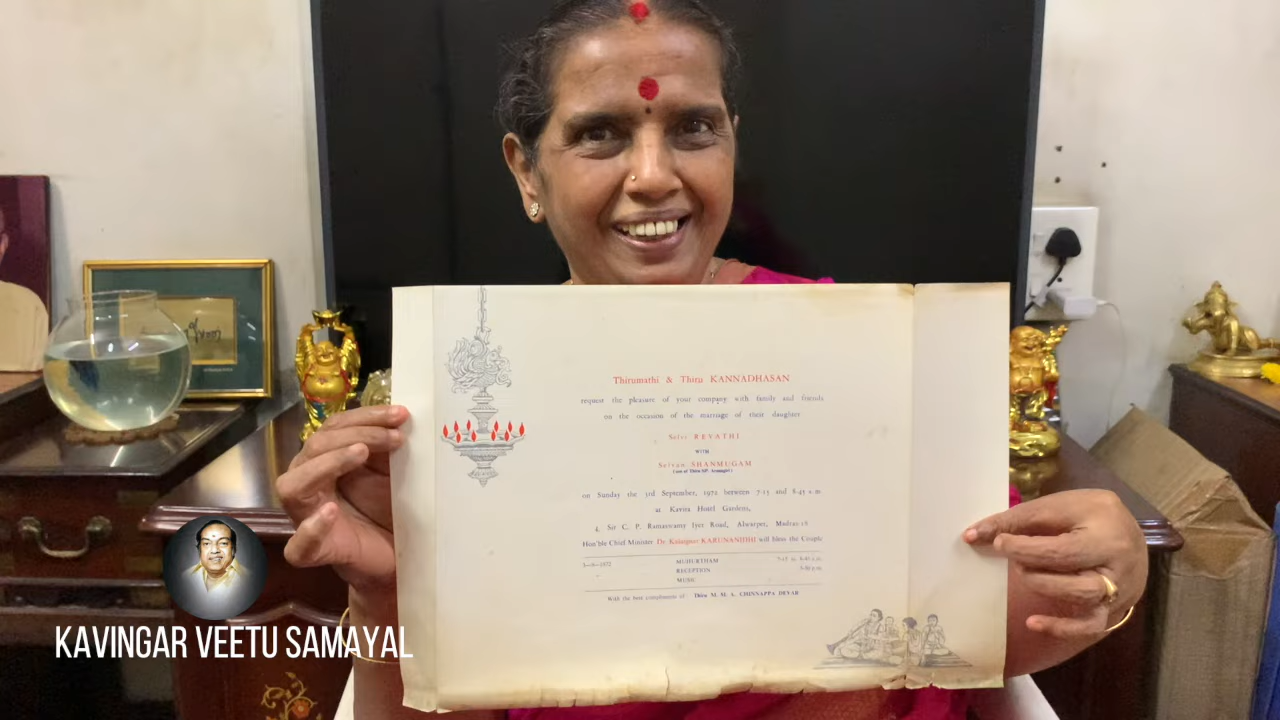 Thirumathi & Thiru KANNADHASAN
request the pleasure of your company with family and friends
on the occasion of the marriage of their daughter
Selvi REVATHI
WITH
Selvan SHANMUGAM
(son of Thiru SP.
on Sunday the 3rd September, 1972 between 7-15 and 8-45 a.m.
at Kavita Hotel Gardens,
4, Sir C. P. Ramaswamy Iyer Road, Alwarpet, Madras-18
Hon'ble Chief Minister Dr. Kalaignar KARUNANIDHI will bless the Couple
3—9—1972 MUHURTHAM
RECEPTION
MUSIC
With the best compliments of : Thiru M. M. A. CHINNAPPA DEVAR
KAVINGAR VEETU SAMAYAL